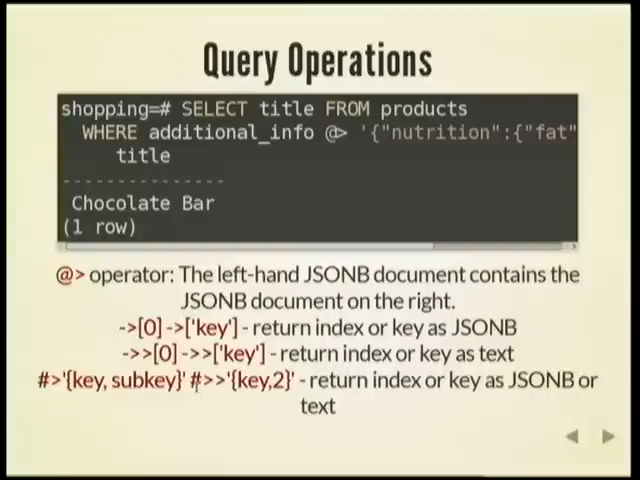 Query Operations
shopping=# SELECT title FROM products
WHERE additional_info @> '{"nutrition":{"fat"
title
---------------
Chocolate Bar
(1 row)
@> operator: The left-hand JSONB document contains the
JSONB document on the right.
->[0] ->['key'] - return index or key as JSONB
->>[0] ->>['key'] - return index or key as text
#>'{key, subkey}' #>>'{key,2}' - return index or key as JSONB or
text